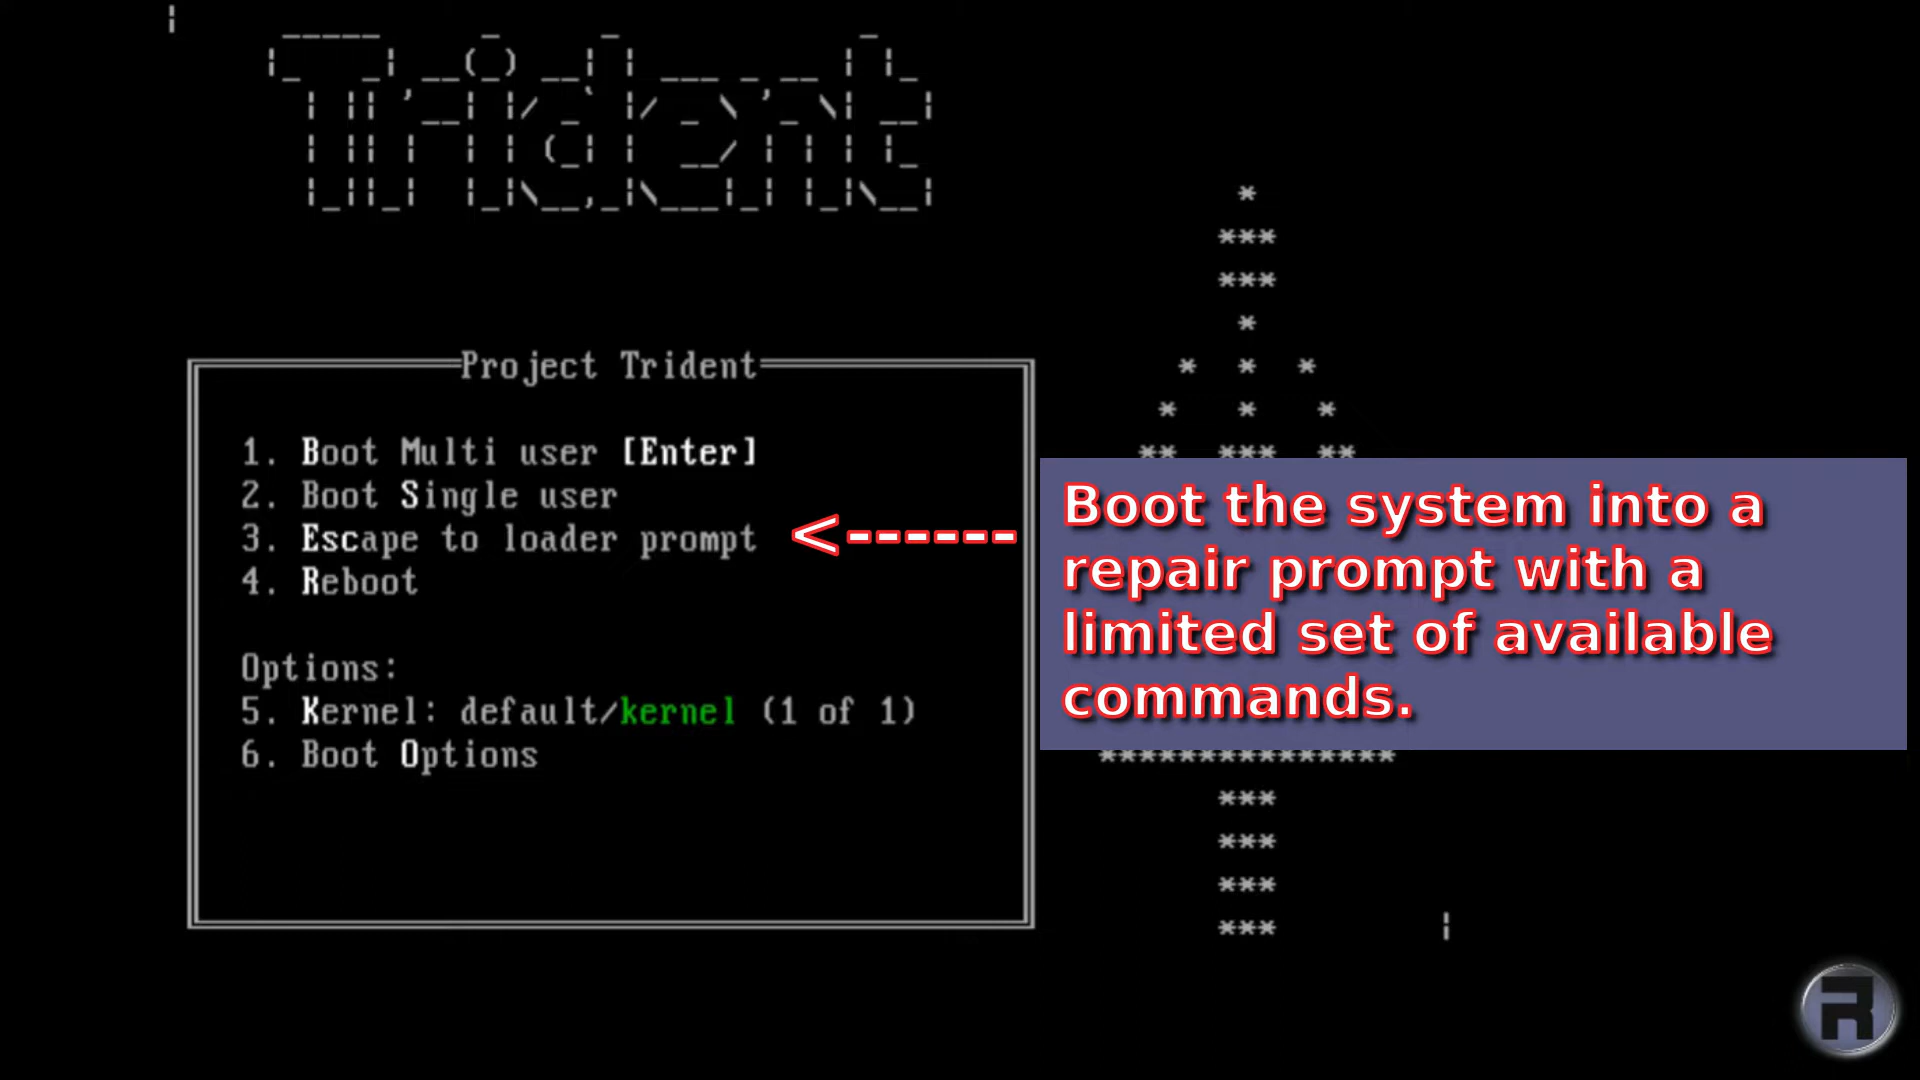 Trident
Project Trident
1. Boot Multi user [Enter]
2. Boot Single user
3. Escape to loader prompt
4. Reboot
Options:
5. Kernel: default/kernel (1 of 1)
6. Boot Options
<------
Boot the system into a
repair prompt with a
limited set of available
commands.
R